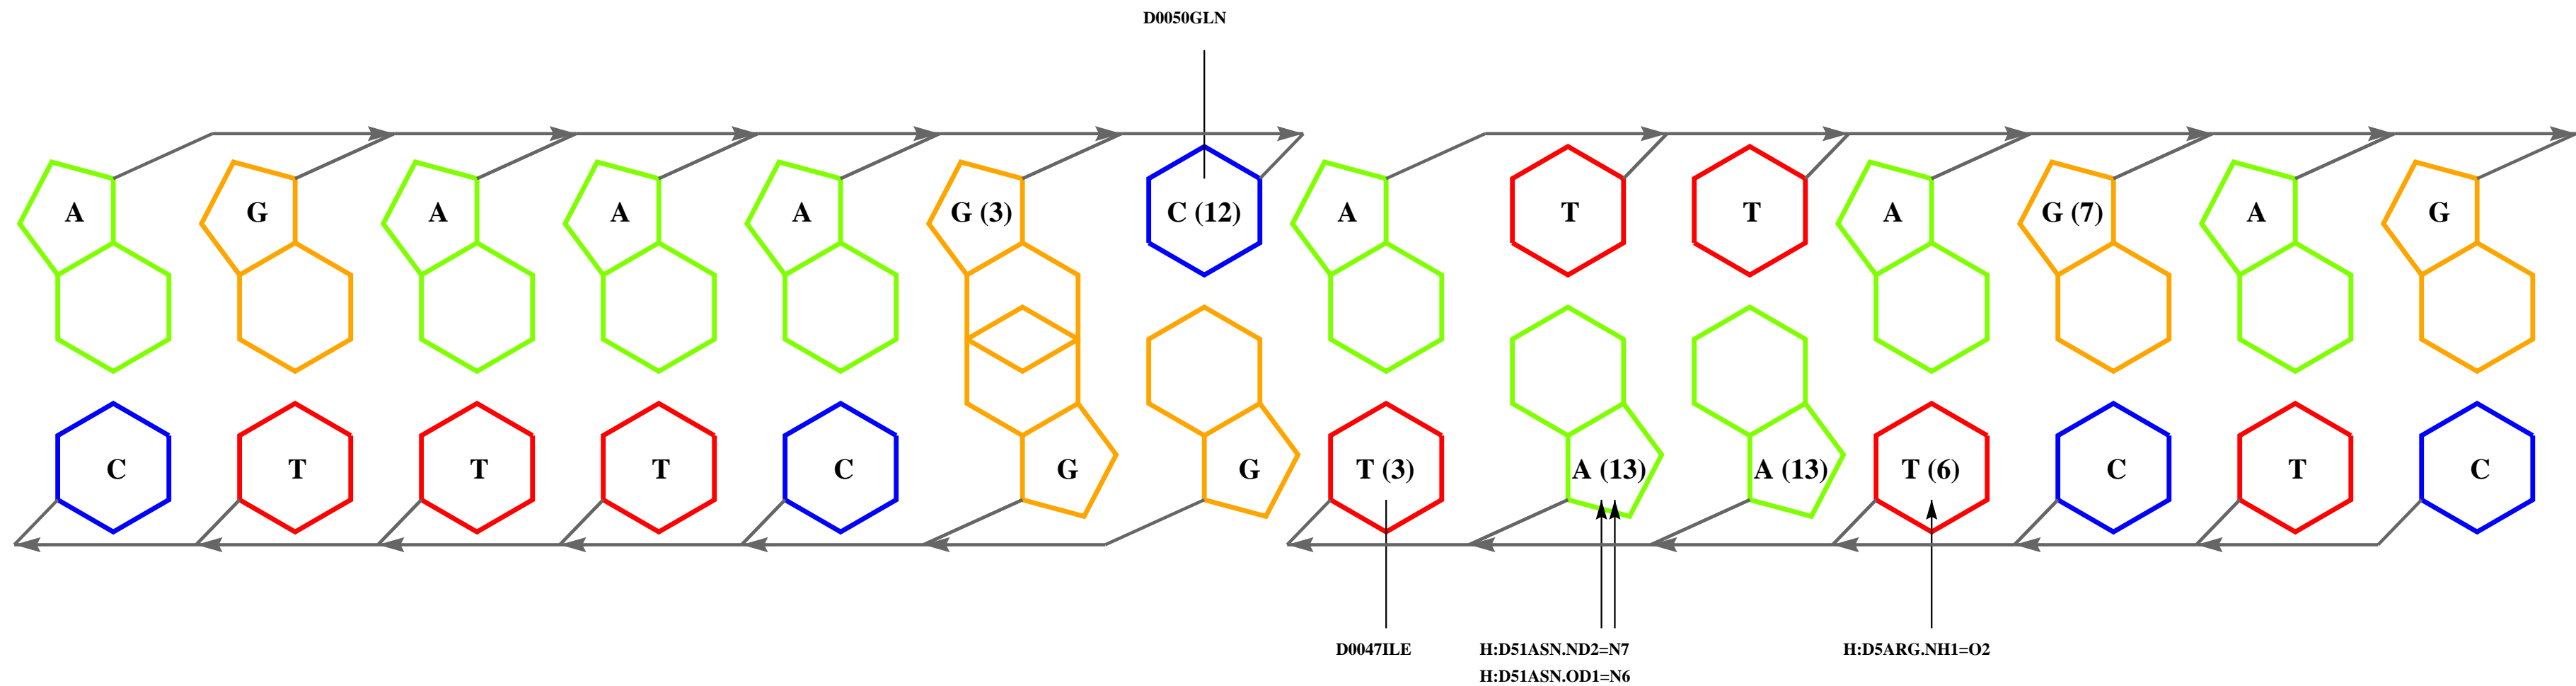 D0050GLN
A G A A A G (3) C (12) A T T A G (7) A G
C T T T C G G T (3) A (13) A (13) T (6) C T C
D0047ILE H:D51ASN.ND2=N7 H:D5ARG.NH1=O2
H:D51ASN.OD1=N6